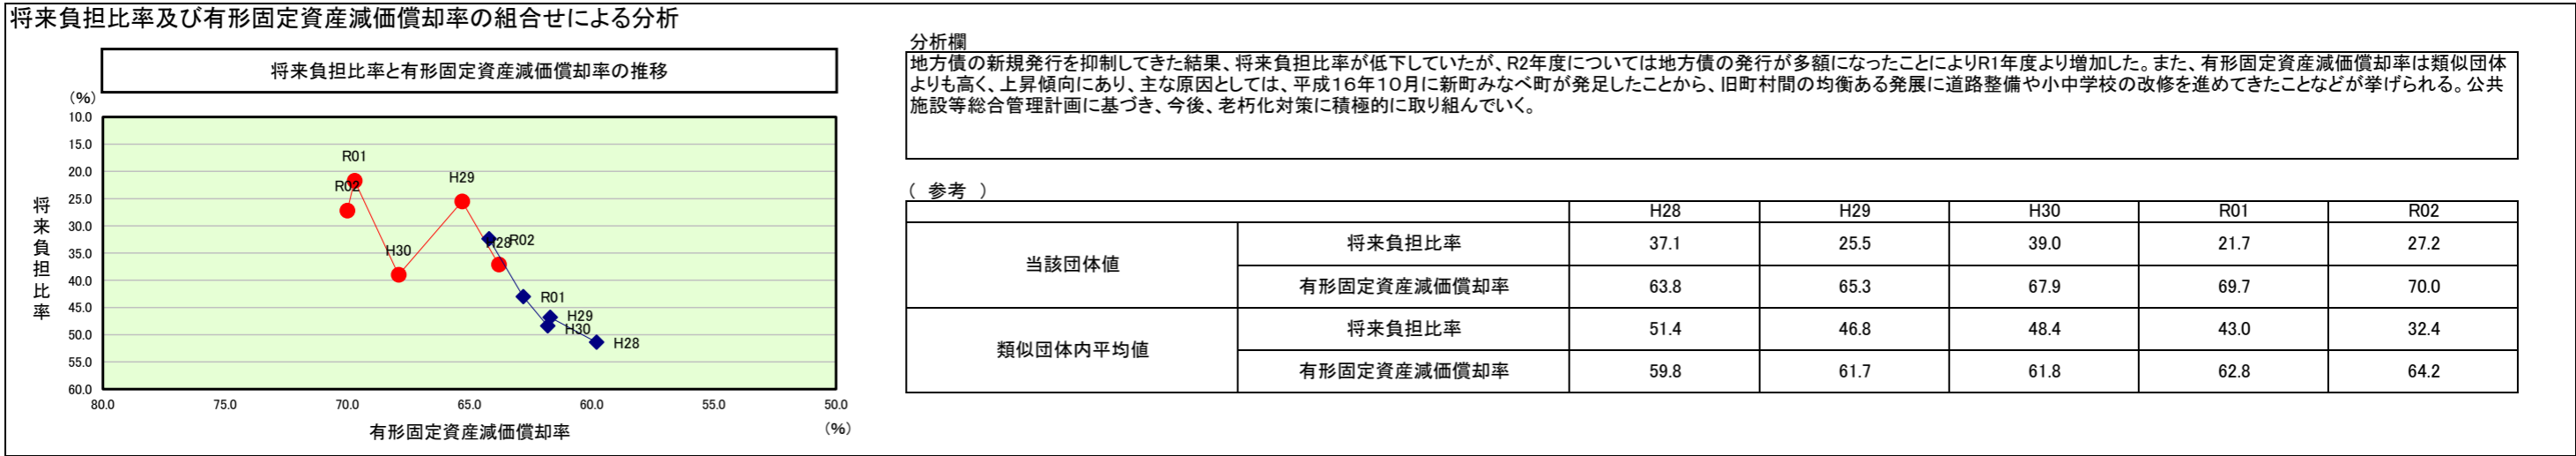 将来負担比率及び有形固定資産減価償却率の組合せによる分析
将来負担比率と有形固定資産減価償却率の推移
(%)
10.0
15.0
20.0
25.0
30.0
35.0
40.0
45.0
50.0
55.0
60.0
将来負担比率
R01
R02
H29
H30
H28
R02
R01
H29
H30
H28
80.0 75.0 70.0 65.0 60.0 55.0 50.0
有形固定資産減価償却率
(%)
分析欄
地方債の新規発行を抑制してきた結果、将来負担比率が低下していたが、R2年度については地方債の発行が多額になったことによりR1年度より増加した。また、有形固定資産減価償却率は類似団体
よりも高く、上昇傾向にあり、主な原因としては、平成16年10月に新町みなべ町が発足したことから、旧町村間の均衡ある発展に道路整備や小中学校の改修を進めてきたことなどが挙げられる。公共
施設等総合管理計画に基づき、今後、老朽化対策に積極的に取り組んでいく。
( 参考 )
H28 H29 H30 R01 R02
当該団体値
将来負担比率 37.1 25.5 39.0 21.7 27.2
有形固定資産減価償却率 63.8 65.3 67.9 69.7 70.0
類似団体内平均値
将来負担比率 51.4 46.8 48.4 43.0 32.4
有形固定資産減価償却率 59.8 61.7 61.8 62.8 64.2